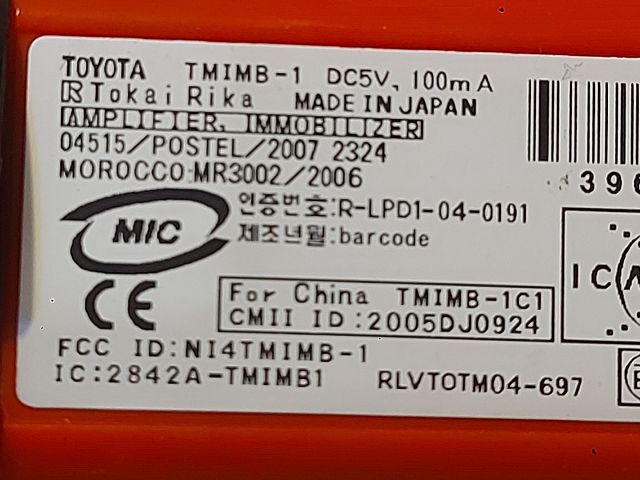 TOYOTA TMIMB-1 DC5V, 100mA
R Tokai Rika MADE IN JAPAN
AMPLIFIER, IMMOBILIZER
04515/POSTEL/2007 2324
MOROCCO:MR3002/2006
MIC
인증번호:R-LPD1-04-0191
제조년월:barcode
CE
For China TMIMB-1C1
CMII ID:2005DJ0924
FCC ID:NI4TMIMB-1
IC:2842A-TMIMB1 RLVTOTM04-697
396
IC
E